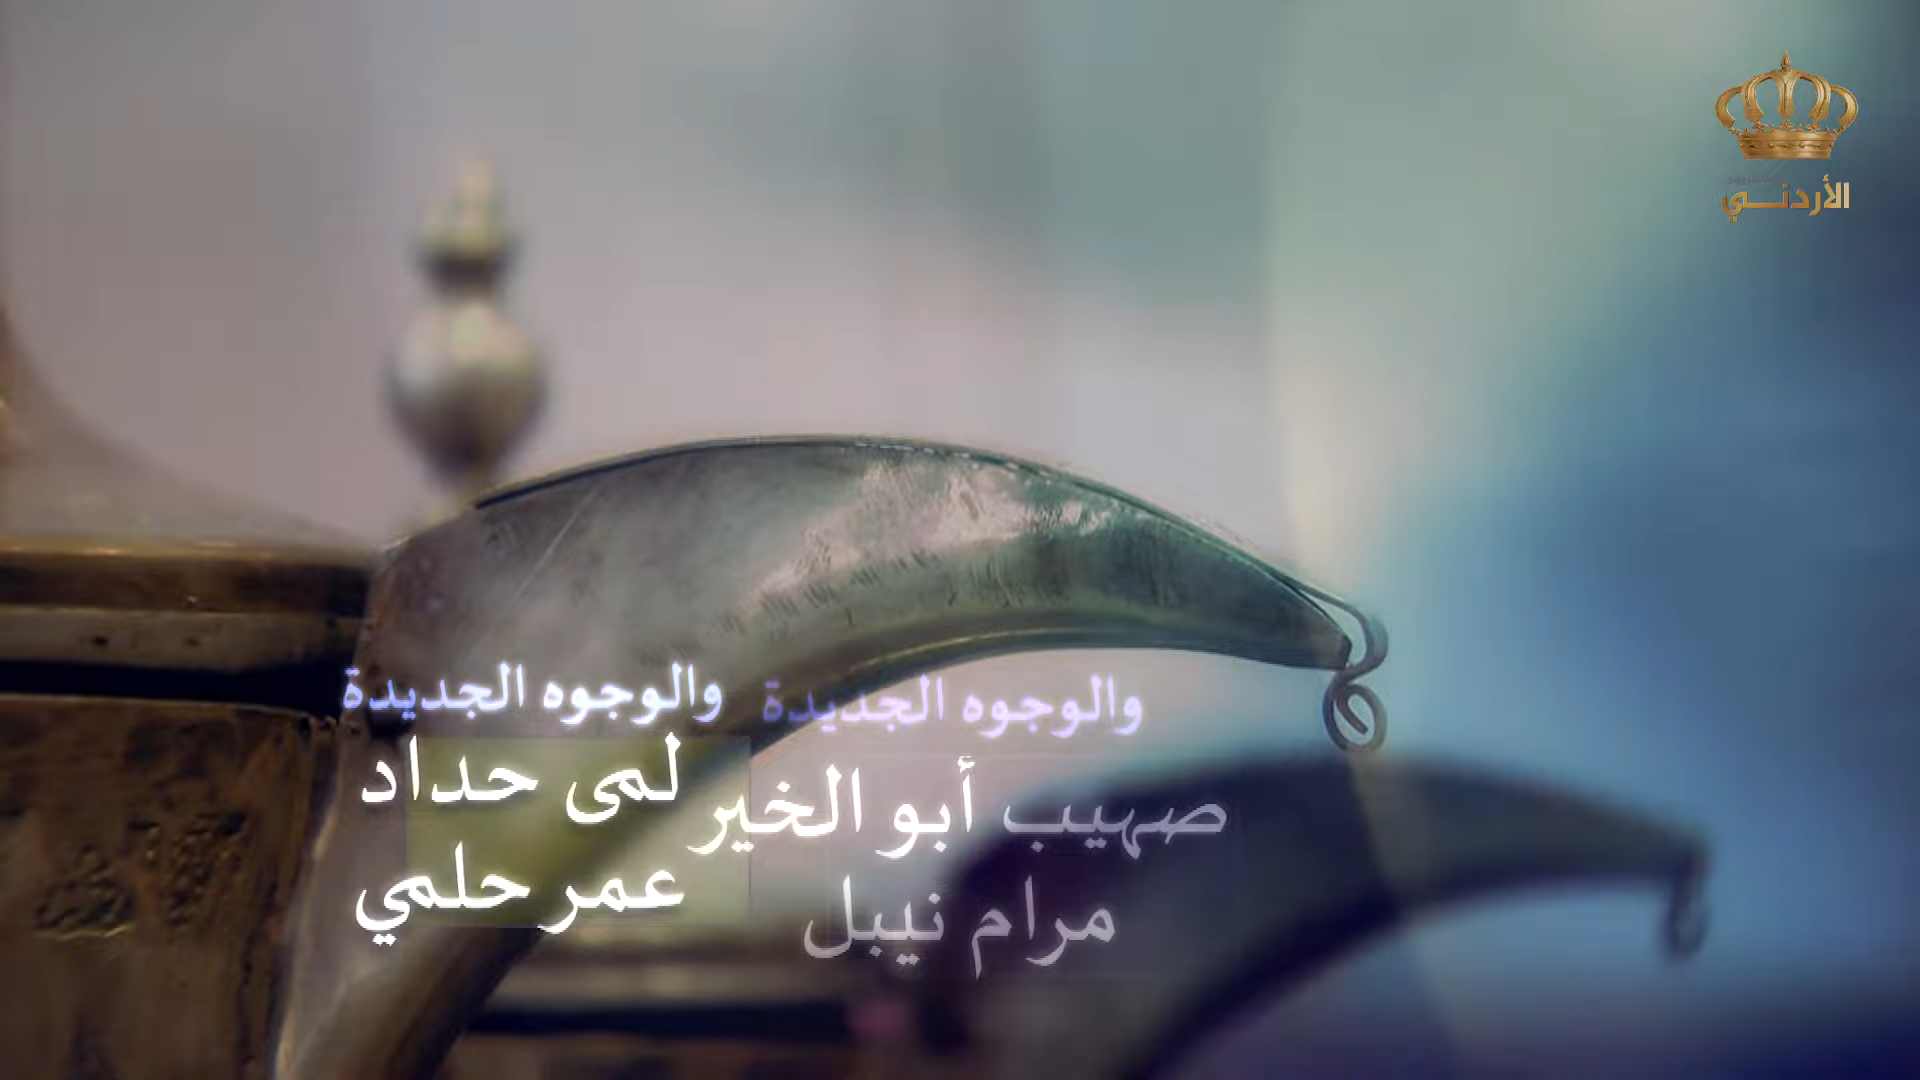 الأردني
والوجوه الجديدة
صهيب أبو الخير
مرام نيبل
والوجوه الجديدة
لمى حداد
عمر حلمي